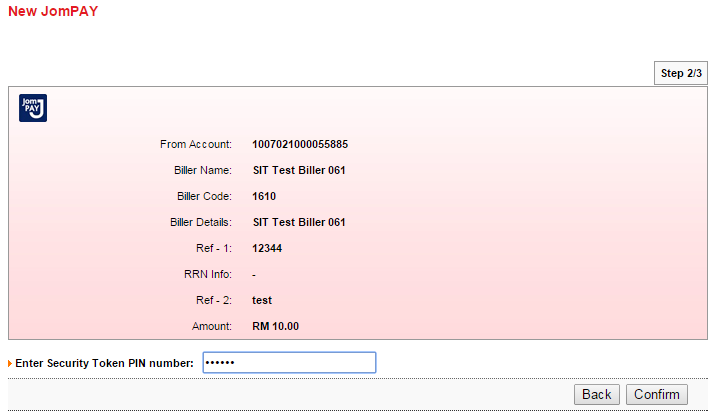 New JomPAY
Step 2/3
Jom
PAY
From Account: 1007021000055885
Biller Name: SIT Test Biller 061
Biller Code: 1610
Biller Details: SIT Test Biller 061
Ref - 1: 12344
RRN Info: -
Ref - 2: test
Amount: RM 10.00
Enter Security Token PIN number: ••••••
Back Confirm